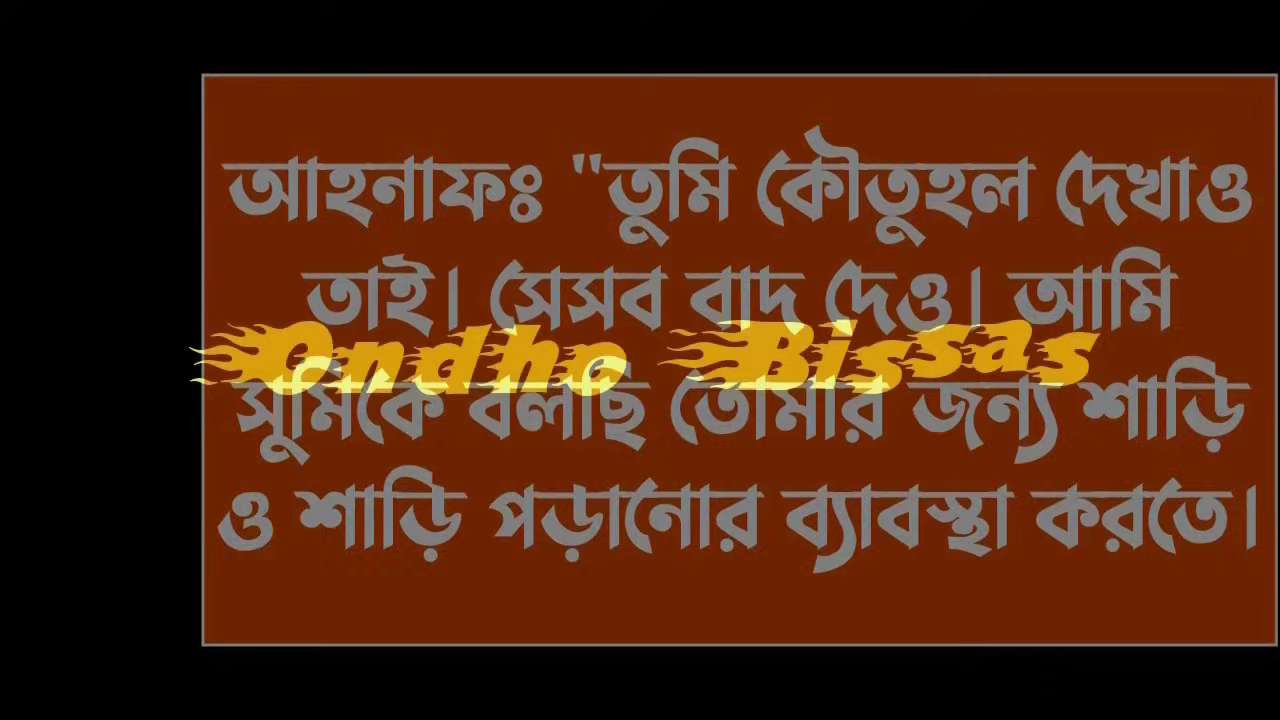 আহনাফঃ "তুমি কৌতুহল দেখাও
তাই। সেসব বাদ দেও। আমি
Ondho Bissas
সুমিকে বলছি তোমার জন্য শাড়ি
ও শাড়ি পড়ানোর ব্যাবস্থা করতে।